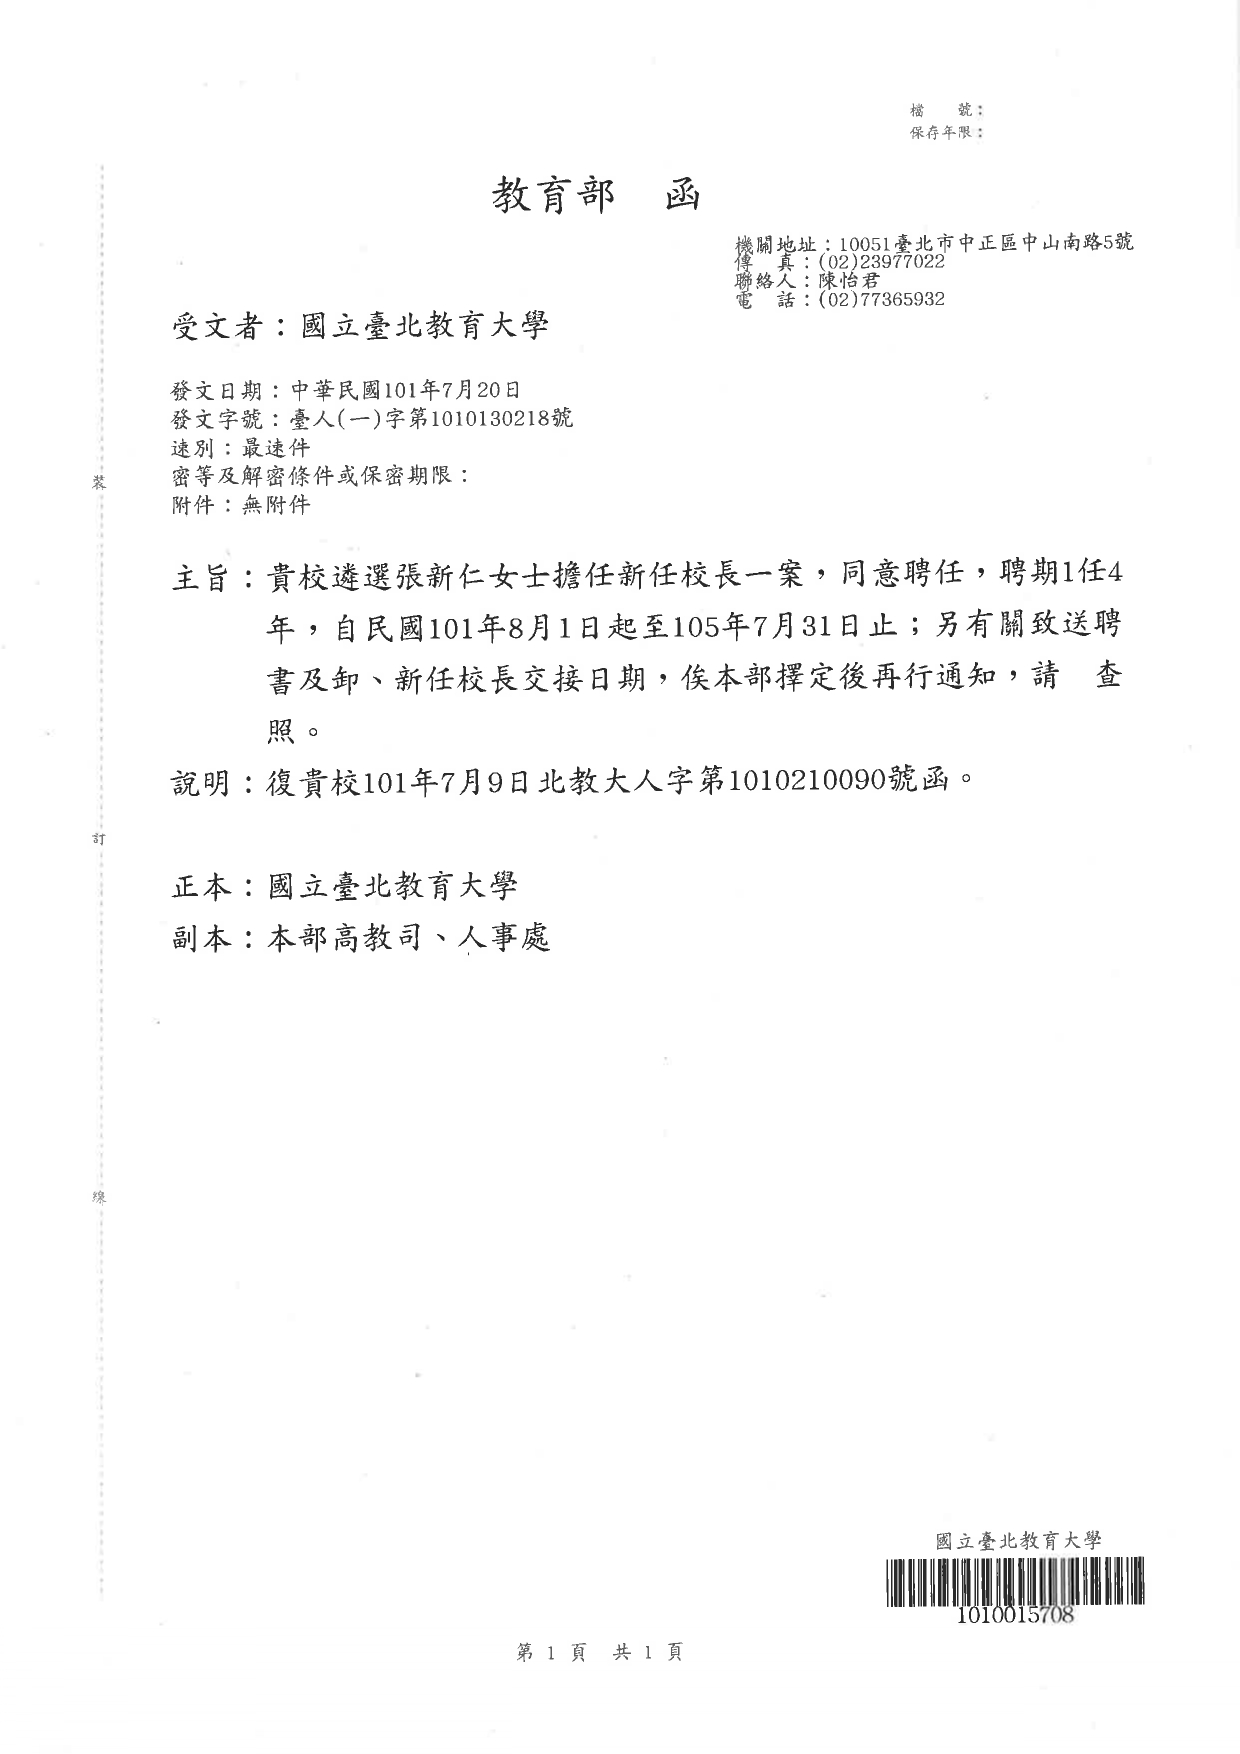 檔　　號：
保存年限：
教育部　函
機關地址：10051臺北市中正區中山南路5號
傳　真：(02)23977022
聯絡人：陳怡君
電　話：(02)77365932
受文者：國立臺北教育大學
發文日期：中華民國101年7月20日
發文字號：臺人(一)字第1010130218號
速別：最速件
密等及解密條件或保密期限：
附件：無附件
主旨：貴校遴選張新仁女士擔任新任校長一案，同意聘任，聘期1任4
年，自民國101年8月1日起至105年7月31日止；另有關致送聘
書及卸、新任校長交接日期，俟本部擇定後再行通知，請　查
照。
說明：復貴校101年7月9日北教大人字第1010210090號函。
正本：國立臺北教育大學
副本：本部高教司、人事處
裝
訂
線
國立臺北教育大學
1010015708
第 1 頁　共 1 頁